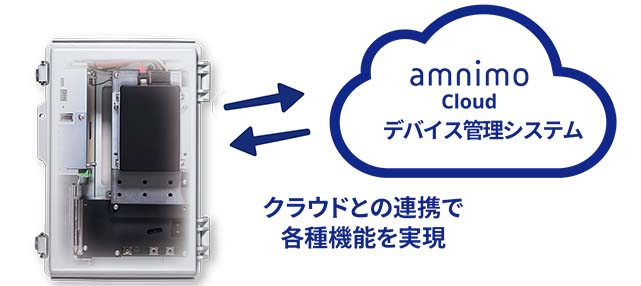 amnimo
Cloud
デバイス管理システム
クラウドとの連携で
各種機能を実現